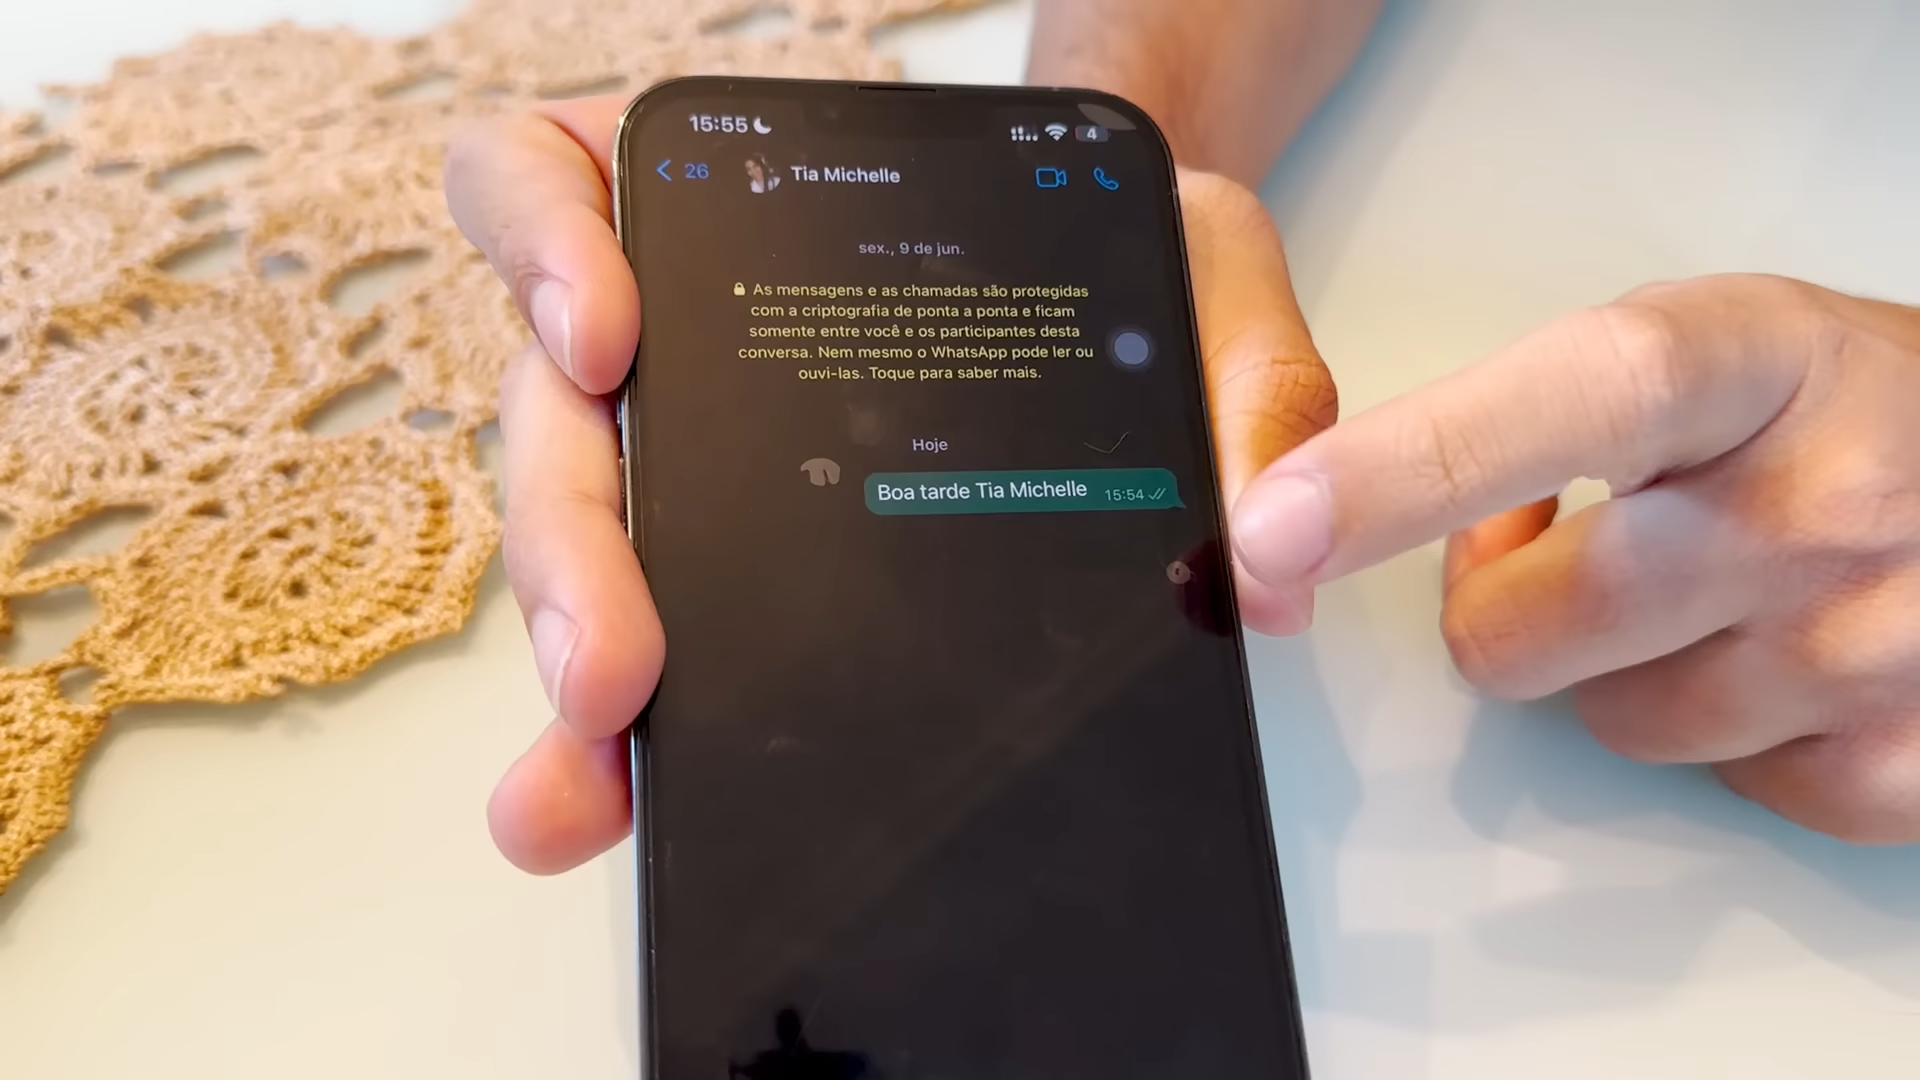 15:55
4
26
Tia Michelle
sex., 9 de jun.
As mensagens e as chamadas são protegidas
com a criptografia de ponta a ponta e ficam
somente entre você e os participantes desta
conversa. Nem mesmo o WhatsApp pode ler ou
ouvi-las. Toque para saber mais.
Hoje
Boa tarde Tia Michelle 15:54